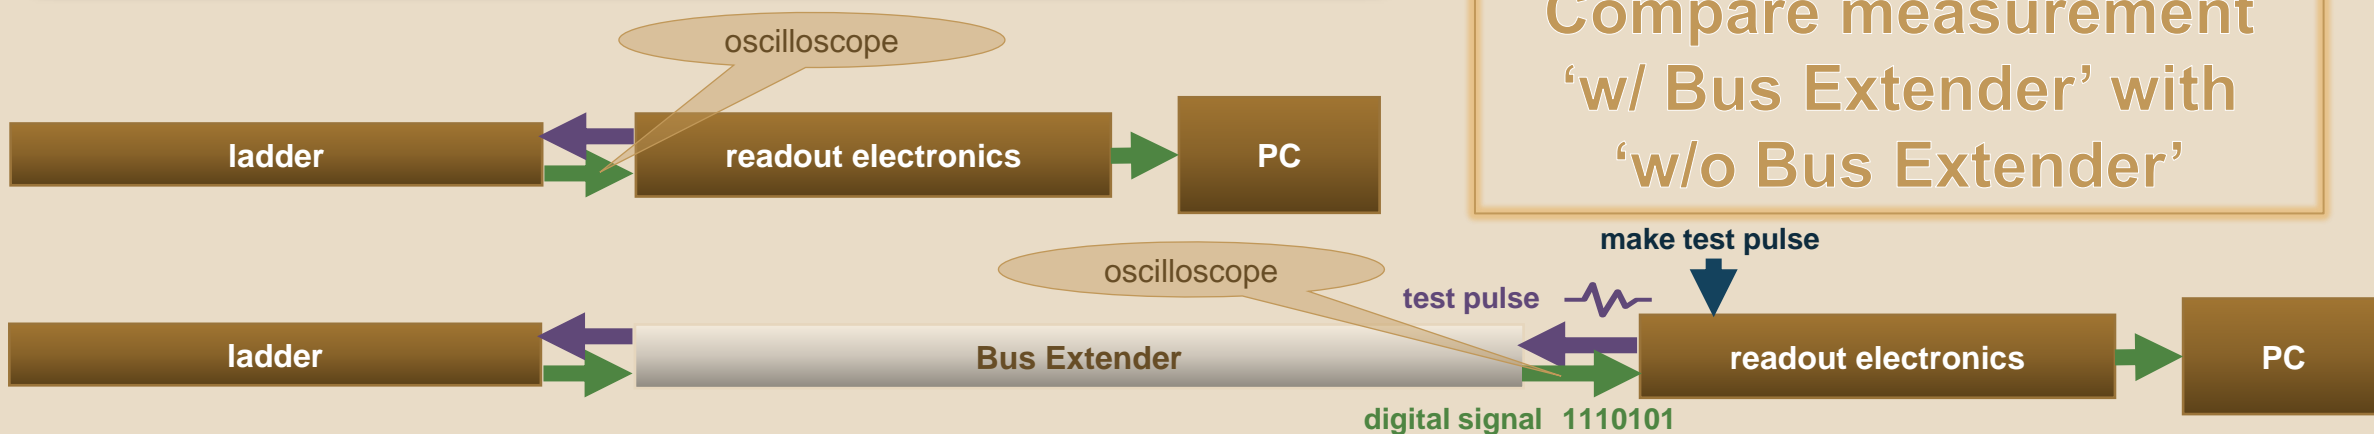 Compare measurement
‘w/ Bus Extender’ with
‘w/o Bus Extender’
oscilloscope
ladder
readout electronics
PC
make test pulse
oscilloscope
test pulse
ladder
Bus Extender
readout electronics
PC
digital signal 1110101